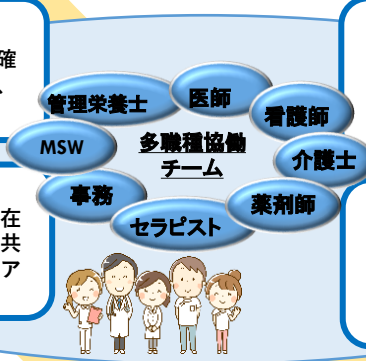 確
、
管理栄養士
医師
看護師
MSW
多職種協働
チーム
介護士
事務
薬剤師
セラピスト
在
共
ア